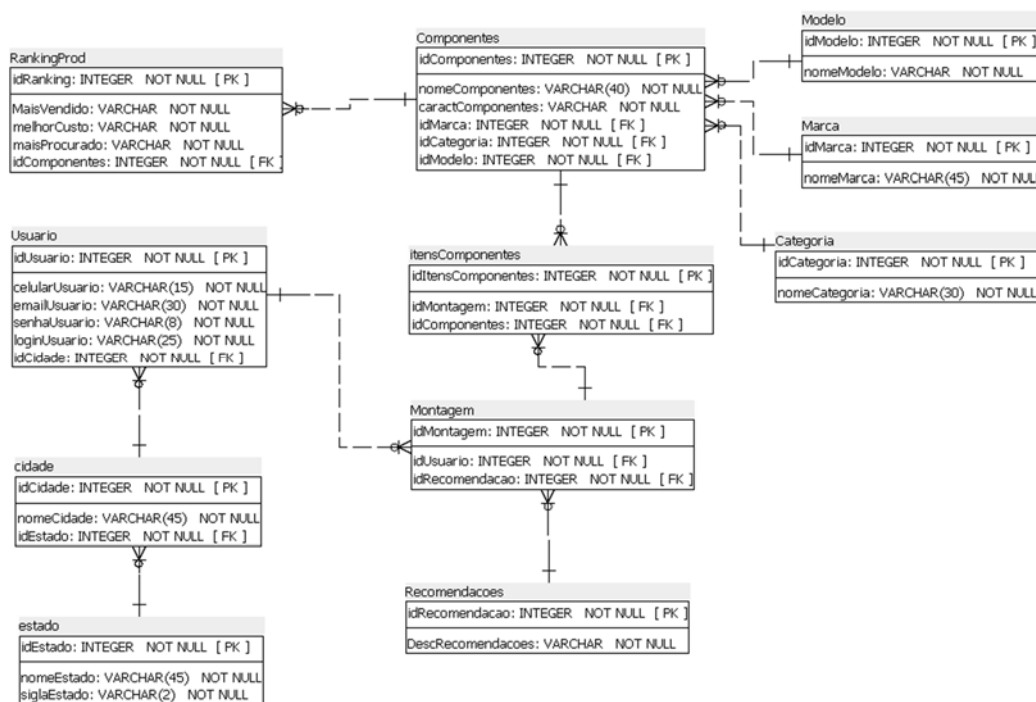 RankingProd
idRanking: INTEGER NOT NULL [ PK ]
MaisVendido: VARCHAR NOT NULL
melhorCusto: VARCHAR NOT NULL
maisProcurado: VARCHAR NOT NULL
idComponentes: INTEGER NOT NULL [ FK ]
Componentes
idComponentes: INTEGER NOT NULL [ PK ]
nomeComponentes: VARCHAR(40) NOT NULL
caractComponentes: VARCHAR NOT NULL
idMarca: INTEGER NOT NULL [ FK ]
idCategoria: INTEGER NOT NULL [ FK ]
idModelo: INTEGER NOT NULL [ FK ]
Modelo
idModelo: INTEGER NOT NULL [ PK ]
nomeModelo: VARCHAR NOT NULL
Marca
idMarca: INTEGER NOT NULL [ PK ]
nomeMarca: VARCHAR(45) NOT NULL
Categoria
idCategoria: INTEGER NOT NULL [ PK ]
nomeCategoria: VARCHAR(30) NOT NULL
Usuario
idUsuario: INTEGER NOT NULL [ PK ]
celularUsuario: VARCHAR(15) NOT NULL
emailUsuario: VARCHAR(30) NOT NULL
senhaUsuario: VARCHAR(8) NOT NULL
loginUsuario: VARCHAR(25) NOT NULL
idCidade: INTEGER NOT NULL [ FK ]
itensComponentes
idItensComponentes: INTEGER NOT NULL [ PK ]
idMontagem: INTEGER NOT NULL [ FK ]
idComponentes: INTEGER NOT NULL [ FK ]
Montagem
idMontagem: INTEGER NOT NULL [ PK ]
idUsuario: INTEGER NOT NULL [ FK ]
idRecomendacao: INTEGER NOT NULL [ FK ]
cidade
idCidade: INTEGER NOT NULL [ PK ]
nomeCidade: VARCHAR(45) NOT NULL
idEstado: INTEGER NOT NULL [ FK ]
Recomendacoes
idRecomendacao: INTEGER NOT NULL [ PK ]
DescRecomendacoes: VARCHAR NOT NULL
estado
idEstado: INTEGER NOT NULL [ PK ]
nomeEstado: VARCHAR(45) NOT NULL
siglaEstado: VARCHAR(2) NOT NULL